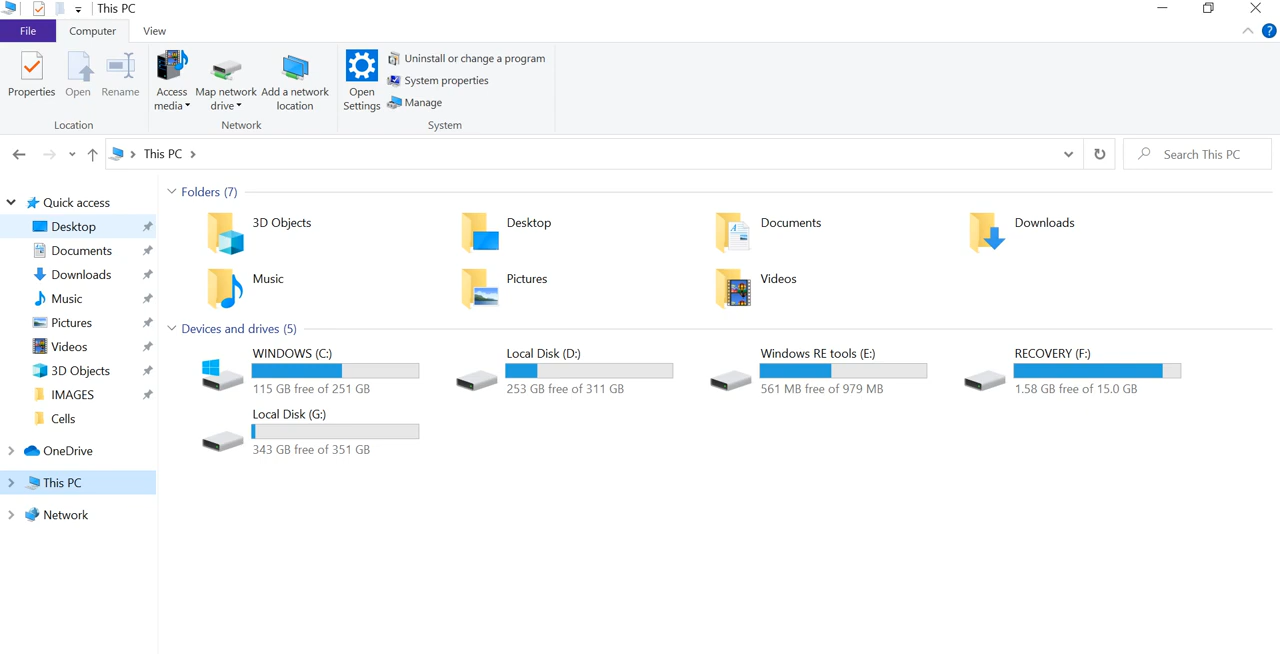 This PC
File Computer View
Properties Open Rename Access media Map network drive Add a network location Open Settings Uninstall or change a program
System properties
Manage
Location Network System
This PC Search This PC
Quick access
Desktop
Documents
Downloads
Music
Pictures
Videos
3D Objects
IMAGES
Cells
OneDrive
This PC
Network
Folders (7)
3D Objects Desktop Documents Downloads
Music Pictures Videos
Devices and drives (5)
WINDOWS (C:) Local Disk (D:) Windows RE tools (E:) RECOVERY (F:)
115 GB free of 251 GB 253 GB free of 311 GB 561 MB free of 979 MB 1.58 GB free of 15.0 GB
Local Disk (G:)
343 GB free of 351 GB